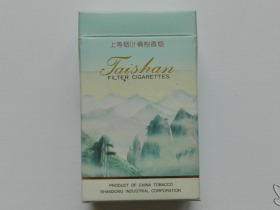 Taishan
FILTER CIGARETTES
PRODUCT OF CHINA TOBACCO
SHANDONG INDUSTRIAL CORPORATION